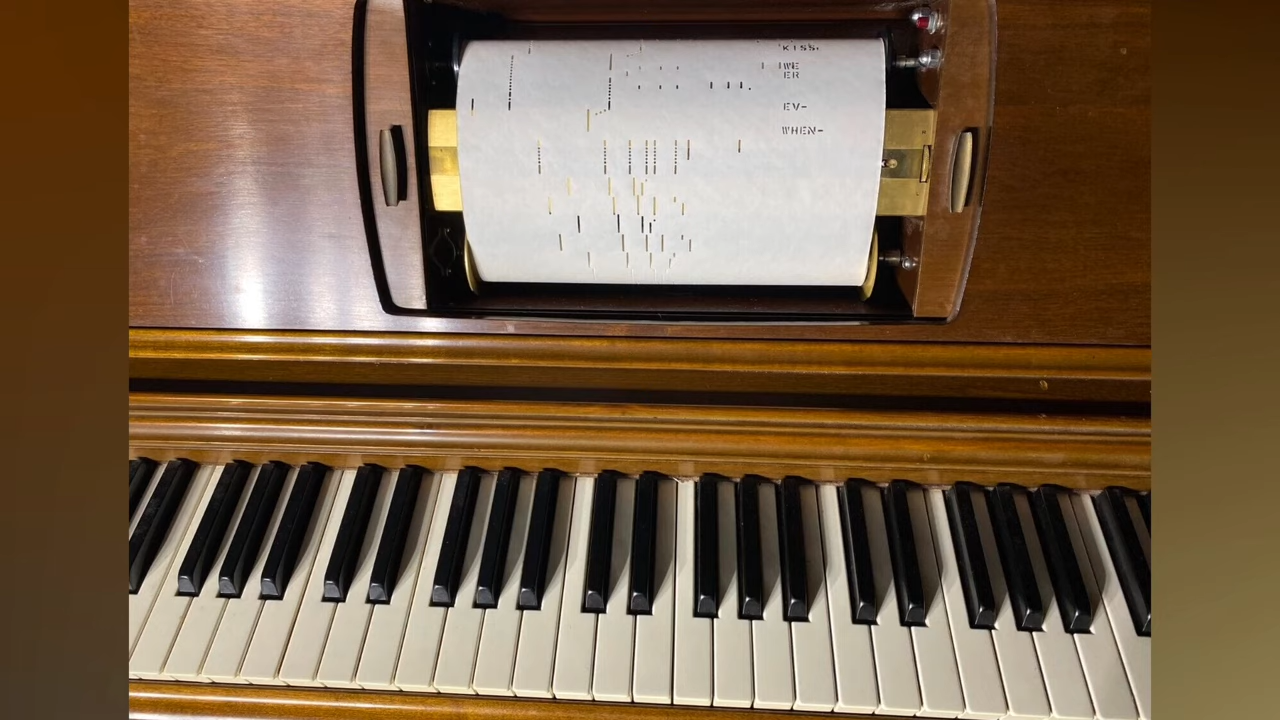 KISS,
WE
ER
EV-
WHEN-